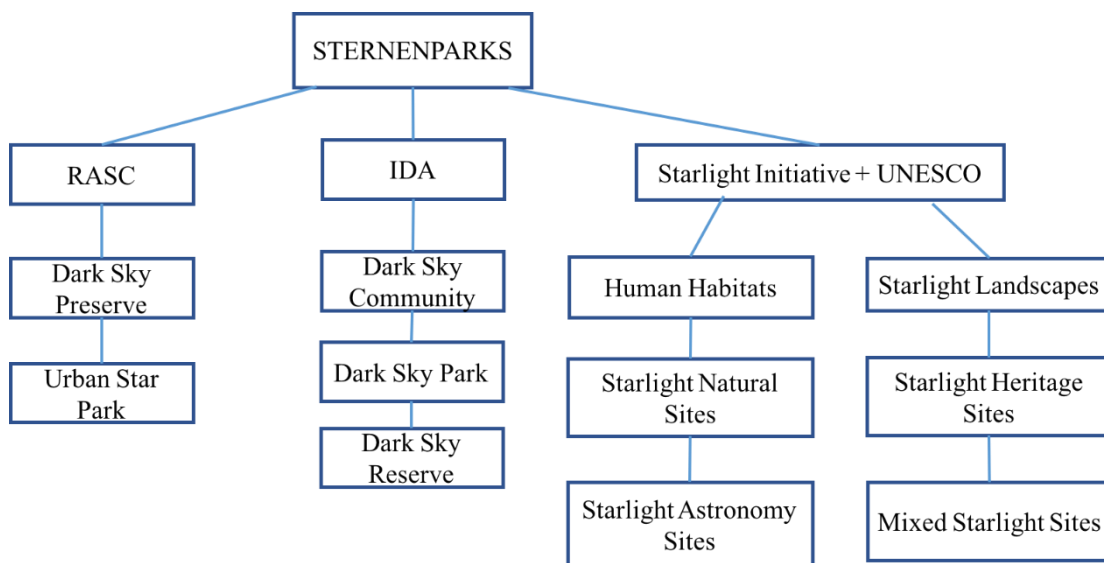 STERNENPARKS
RASC
IDA
Starlight Initiative + UNESCO
Dark Sky
Preserve
Dark Sky
Community
Human Habitats
Starlight Landscapes
Urban Star
Park
Dark Sky Park
Starlight Natural
Sites
Starlight Heritage
Sites
Dark Sky
Reserve
Starlight Astronomy
Sites
Mixed Starlight Sites